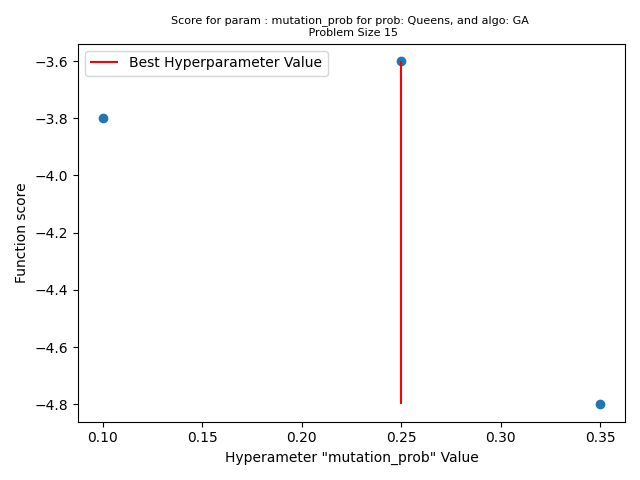 Score for param : mutation_prob for prob: Queens, and algo: GA
Problem Size 15
Best Hyperparameter Value
−3.6
−3.8
−4.0
−4.2
−4.4
−4.6
−4.8
Function score
0.10 0.15 0.20 0.25 0.30 0.35
Hyperameter "mutation_prob" Value